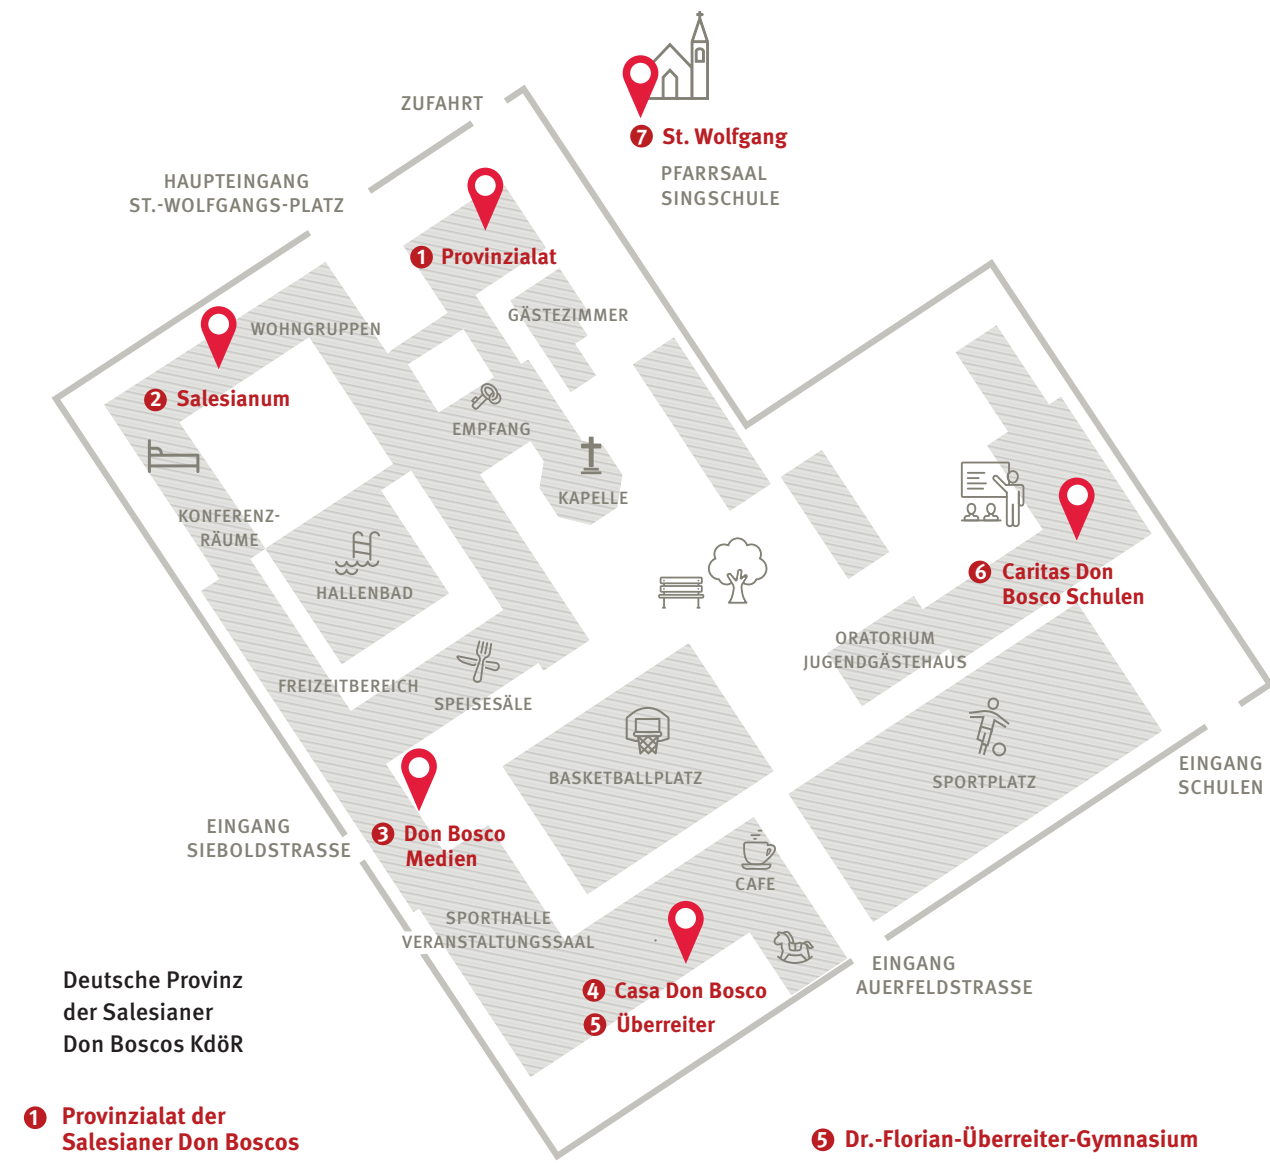 ZUFAHRT
7 St. Wolfgang
PFARRSAAL
SINGSCHULE
HAUPTEINGANG
ST.-WOLFGANGS-PLATZ
1 Provinzialat
GÄSTEZIMMER
WOHNGRUPPEN
2 Salesianum
EMPFANG
KAPELLE
KONFERENZ-
RÄUME
HALLENBAD
6 Caritas Don
Bosco Schulen
ORATORIUM
JUGENDGÄSTEHAUS
FREIZEITBEREICH
SPEISESÄLE
BASKETBALLPLATZ
SPORTPLATZ
EINGANG
SCHULEN
EINGANG
SIEBOLDSTRASSE
3 Don Bosco
Medien
CAFE
SPORTHALLE
VERANSTALTUNGSSAAL
EINGANG
AUERFELDSTRASSE
4 Casa Don Bosco
5 Überreiter
Deutsche Provinz
der Salesianer
Don Boscos KdöR
1 Provinzialat der
Salesianer Don Boscos
5 Dr.-Florian-Überreiter-Gymnasium